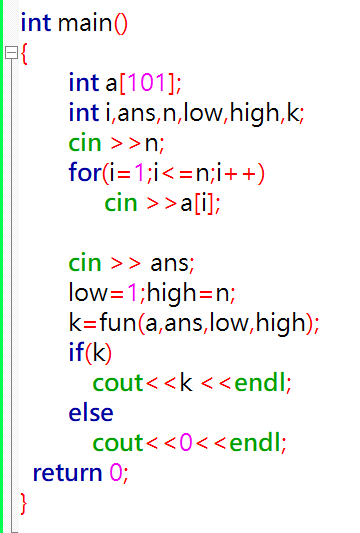 int main()
{
int a[101];
int i,ans,n,low,high,k;
cin >>n;
for(i=1;i<=n;i++)
cin >>a[i];
cin >> ans;
low=1;high=n;
k=fun(a,ans,low,high);
if(k)
cout<<k <<endl;
else
cout<<0<<endl;
return 0;
}